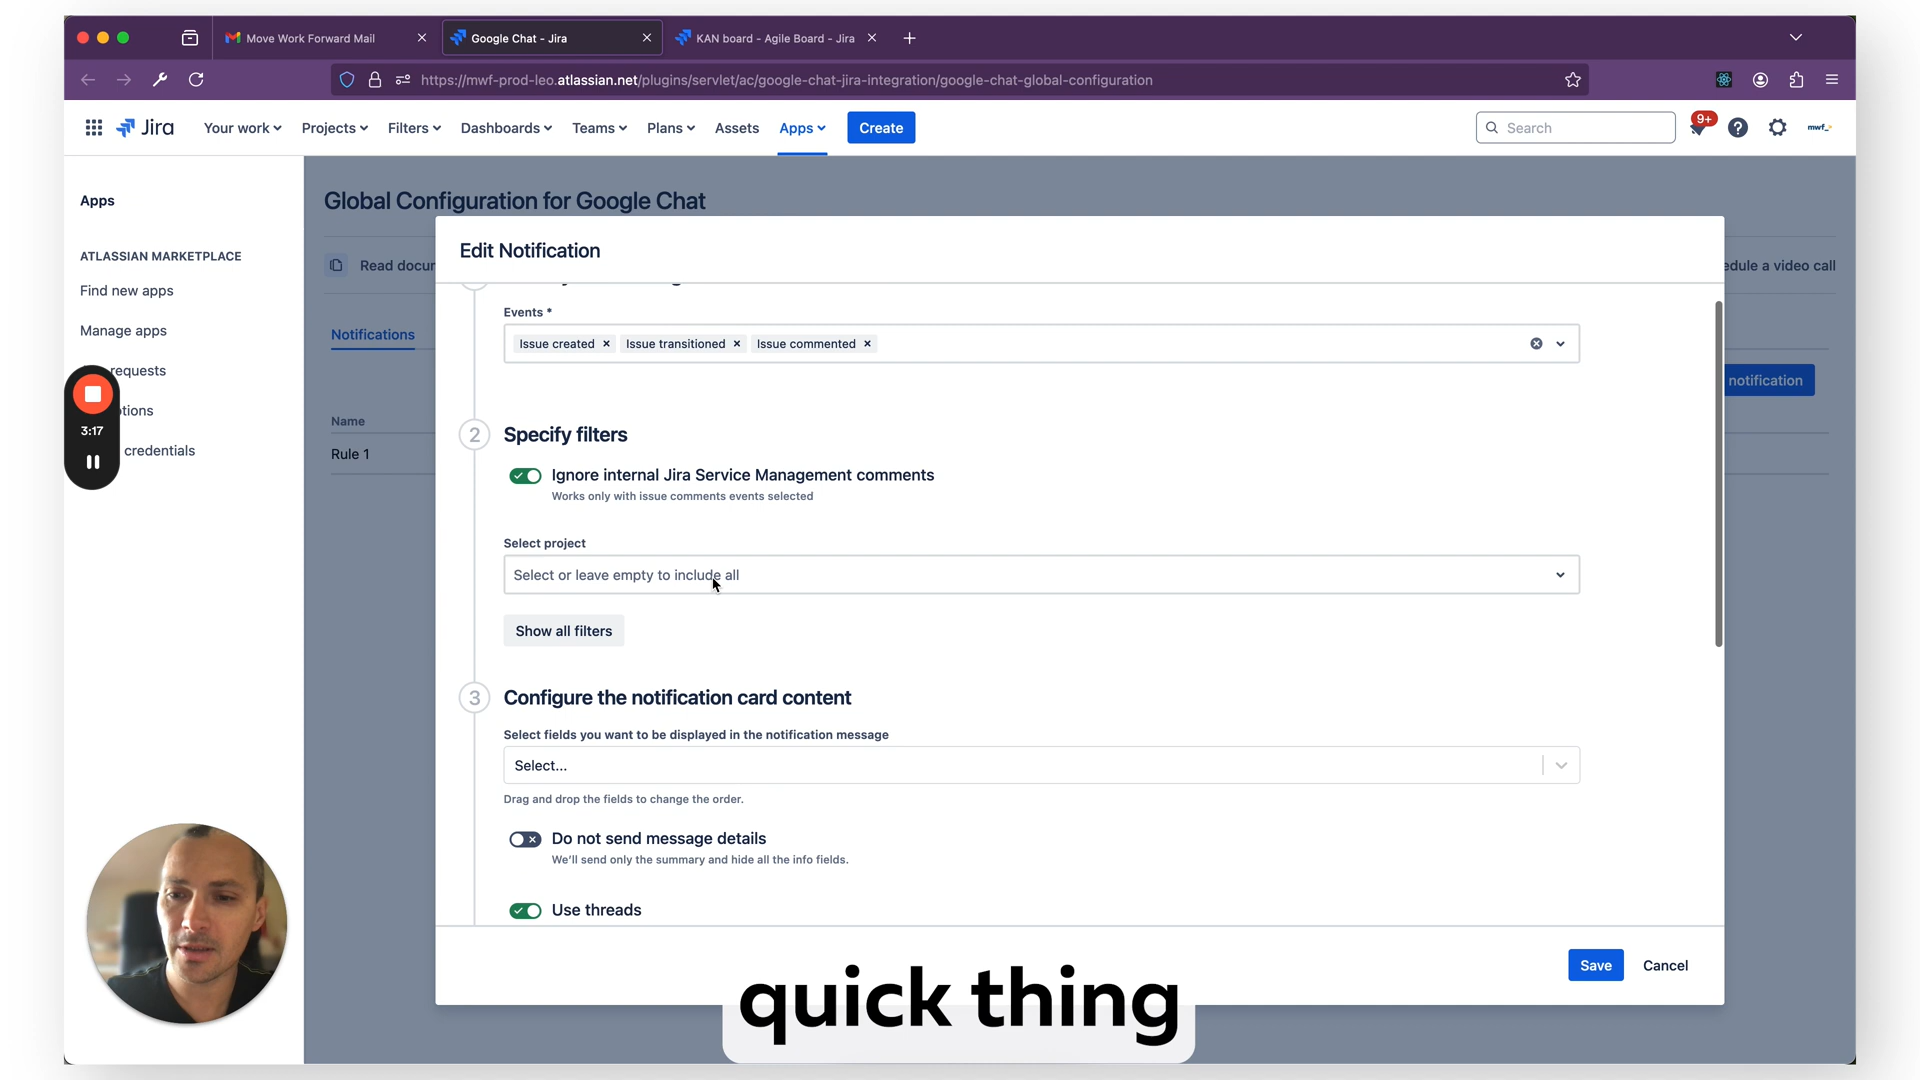 Move Work Forward Mail
Google Chat - Jira
KAN board - Agile Board - Jira
https://mwf-prod-leo.atlassian.net/plugins/servlet/ac/google-chat-jira-integration/google-chat-global-configuration
Jira
Your work
Projects
Filters
Dashboards
Teams
Plans
Assets
Apps
Create
Search
9+
mwf_
Apps
ATLASSIAN MARKETPLACE
Find new apps
Manage apps
requests
credentials
3:17
Global Configuration for Google Chat
Read
a video call
Notifications
notification
Name
Rule 1
Edit Notification
Events *
Issue created
Issue transitioned
Issue commented
2
Specify filters
Ignore internal Jira Service Management comments
Works only with issue comments events selected
Select project
Select or leave empty to include all
Show all filters
3
Configure the notification card content
Select fields you want to be displayed in the notification message
Select...
Drag and drop the fields to change the order.
Do not send message details
We'll send only the summary and hide all the info fields.
Use threads
Save
Cancel
quick thing